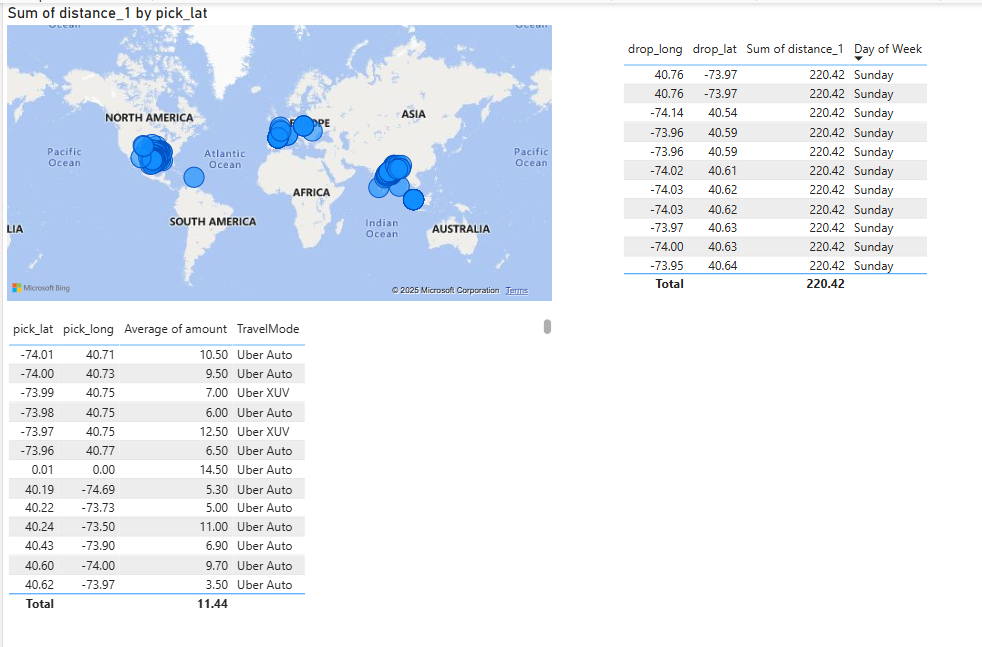 Sum of distance_1 by pick_lat
Ocean
Ocean
NORTH AMERICA
ASIA
Pacific
Ocean
Atlantic
Ocean
Pacific
Ocean
AFRICA
SOUTH AMERICA
Indian
Ocean
LIA
AUSTRALIA
Microsoft Bing
© 2025 Microsoft Corporation Terms
drop_long drop_lat Sum of distance_1 Day of Week
40.76 -73.97 220.42 Sunday
40.76 -73.97 220.42 Sunday
-74.14 40.54 220.42 Sunday
-73.96 40.59 220.42 Sunday
-73.96 40.59 220.42 Sunday
-74.02 40.61 220.42 Sunday
-74.03 40.62 220.42 Sunday
-74.03 40.62 220.42 Sunday
-73.97 40.63 220.42 Sunday
-74.00 40.63 220.42 Sunday
-73.95 40.64 220.42 Sunday
Total 220.42
pick_lat pick_long Average of amount TravelMode
-74.01 40.71 10.50 Uber Auto
-74.00 40.73 9.50 Uber Auto
-73.99 40.75 7.00 Uber XUV
-73.98 40.75 6.00 Uber Auto
-73.97 40.75 12.50 Uber XUV
-73.96 40.77 6.50 Uber Auto
0.01 0.00 14.50 Uber Auto
40.19 -74.69 5.30 Uber Auto
40.22 -73.73 5.00 Uber Auto
40.24 -73.50 11.00 Uber Auto
40.43 -73.90 6.90 Uber Auto
40.60 -74.00 9.70 Uber Auto
40.62 -73.97 3.50 Uber Auto
Total 11.44